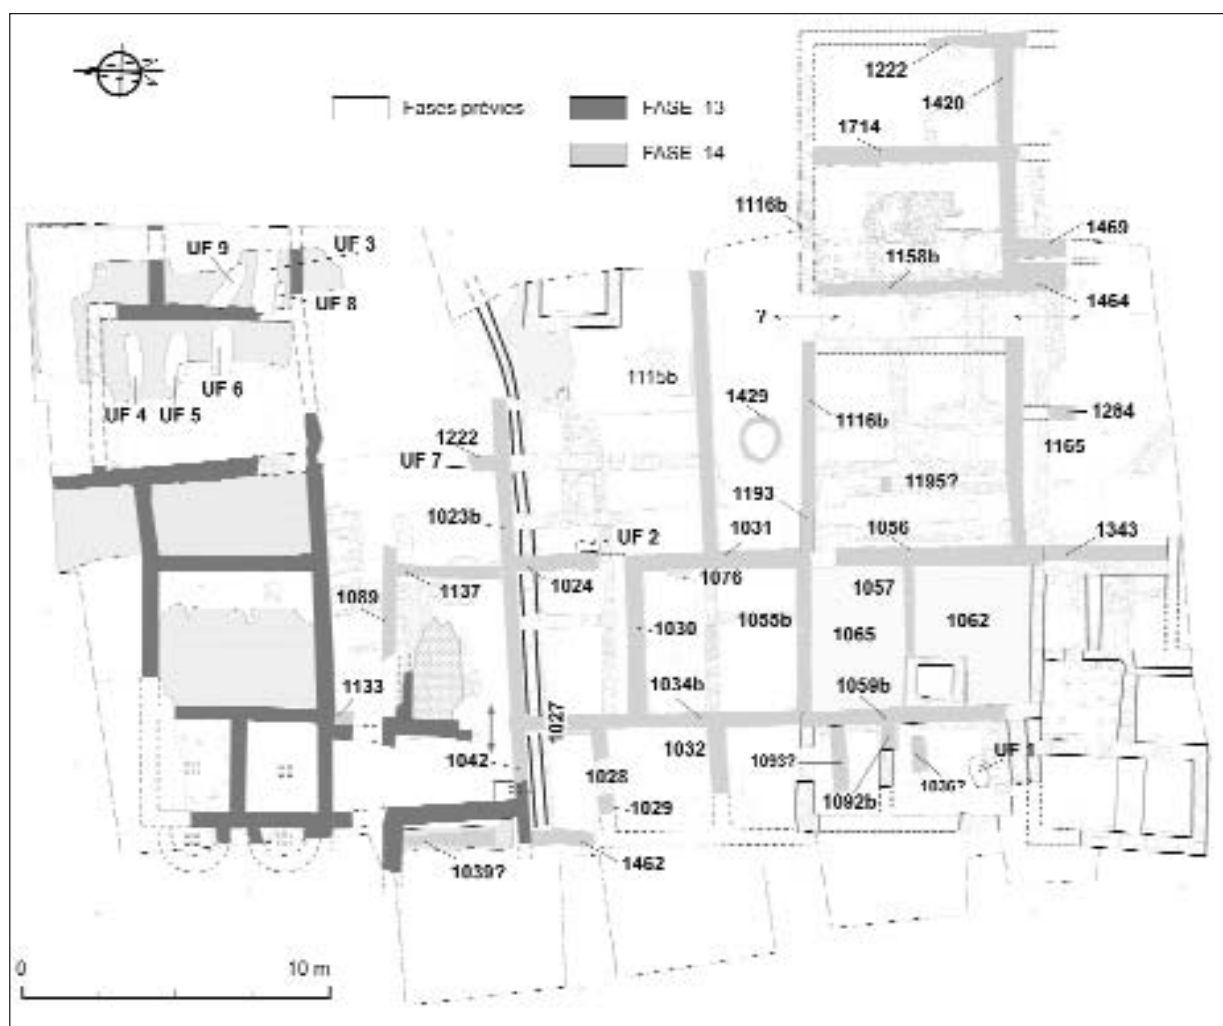 Fases prévies
FASE 13
FASE 14
1222
1420
1714
1116b
1469
1158b
1464
?
UF 9
UF 3
UF 8
UF 6
UF 4
UF 5
1115b
1429
1116b
1284
1165
1222
UF 7
1195?
1193
1023b
UF 2
1031
1056
1343
1024
1076
1057
1137
1089
1030
1055b
1065
1062
1133
1034b
1059b
1027
1042
1032
1028
1093?
UF 1
1036?
1092b
1029
1039?
1462
0
10 m